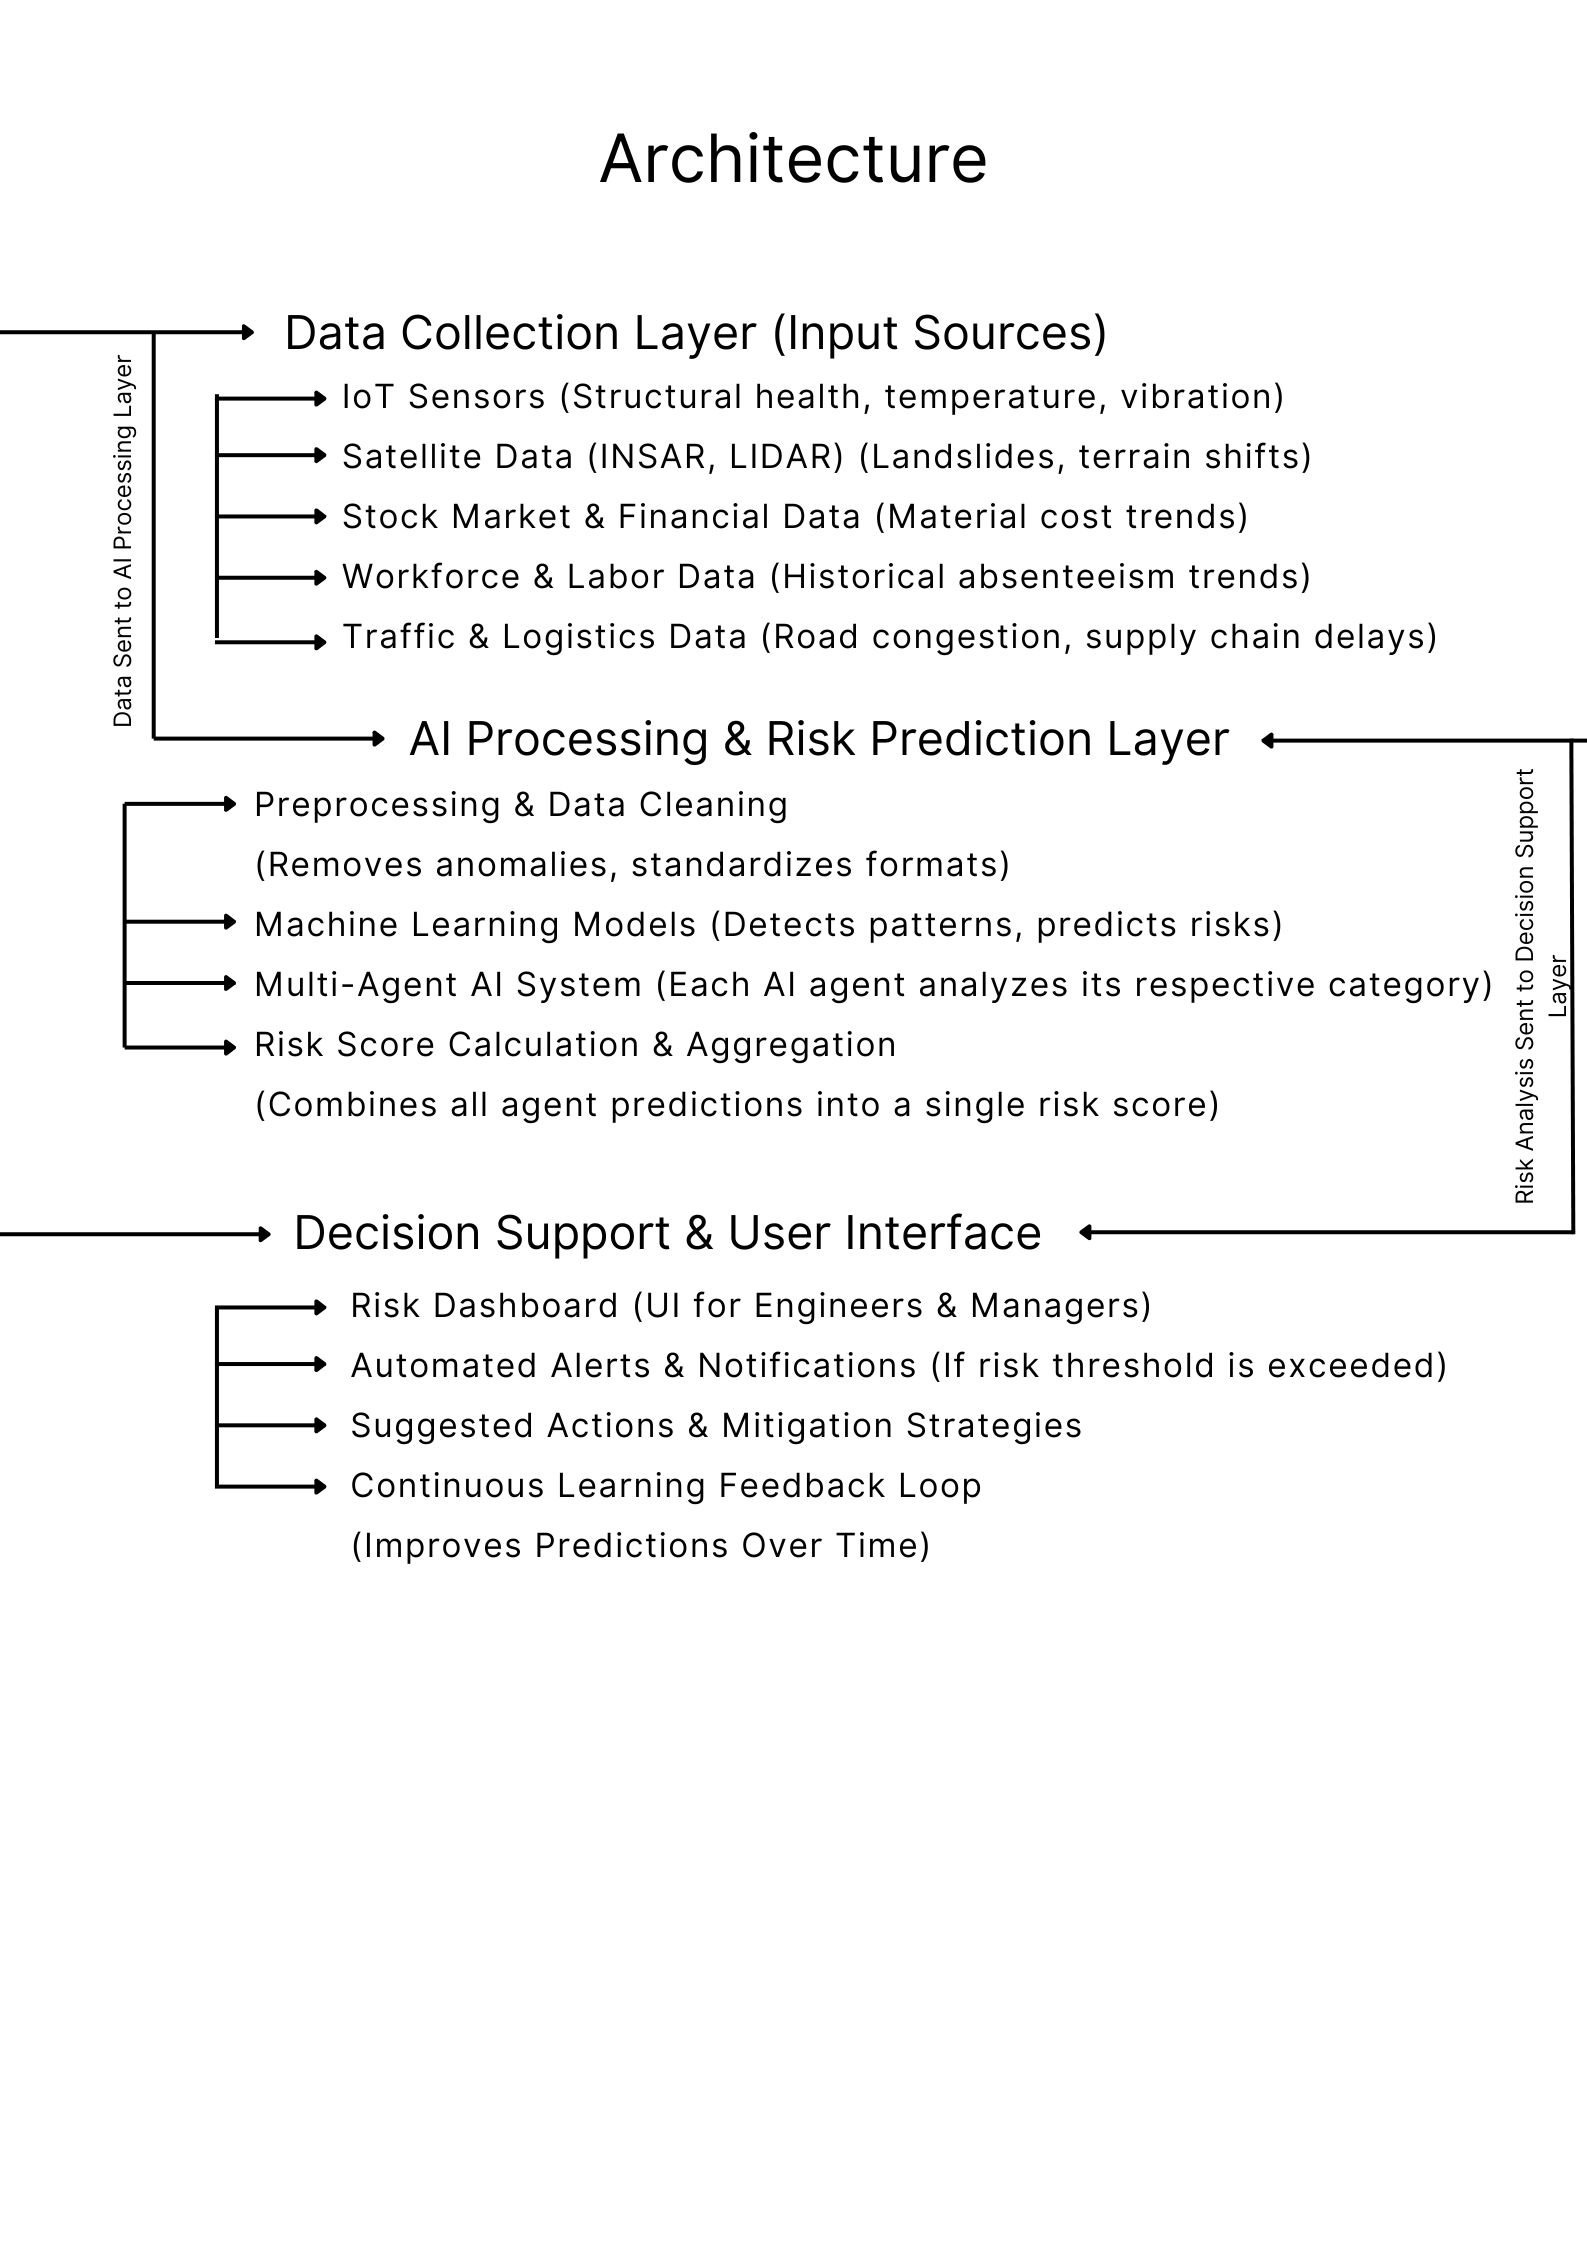 Architecture
Data Collection Layer (Input Sources)
IoT Sensors (Structural health, temperature, vibration)
Satellite Data (INSAR, LIDAR) (Landslides, terrain shifts)
Stock Market & Financial Data (Material cost trends)
Workforce & Labor Data (Historical absenteeism trends)
Traffic & Logistics Data (Road congestion, supply chain delays)
Data Sent to AI Processing Layer
AI Processing & Risk Prediction Layer
Preprocessing & Data Cleaning
(Removes anomalies, standardizes formats)
Machine Learning Models (Detects patterns, predicts risks)
Multi-Agent AI System (Each AI agent analyzes its respective category)
Risk Score Calculation & Aggregation
(Combines all agent predictions into a single risk score)
Risk Analysis Sent to Decision Support
Layer
Decision Support & User Interface
Risk Dashboard (UI for Engineers & Managers)
Automated Alerts & Notifications (If risk threshold is exceeded)
Suggested Actions & Mitigation Strategies
Continuous Learning Feedback Loop
(Improves Predictions Over Time)